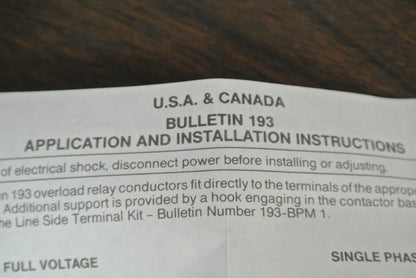 U.S.A. & CANADA
BULLETIN 193
APPLICATION AND INSTALLATION INSTRUCTIONS
of electrical shock, disconnect power before installing or adjusting.
in 193 overload relay conductors fit directly to the terminals of the approp
Additional support is provided by a hook engaging in the contactor bas
ne Line Side Terminal Kit – Bulletin Number 193-BPM 1.
FULL VOLTAGE
SINGLE PHAS